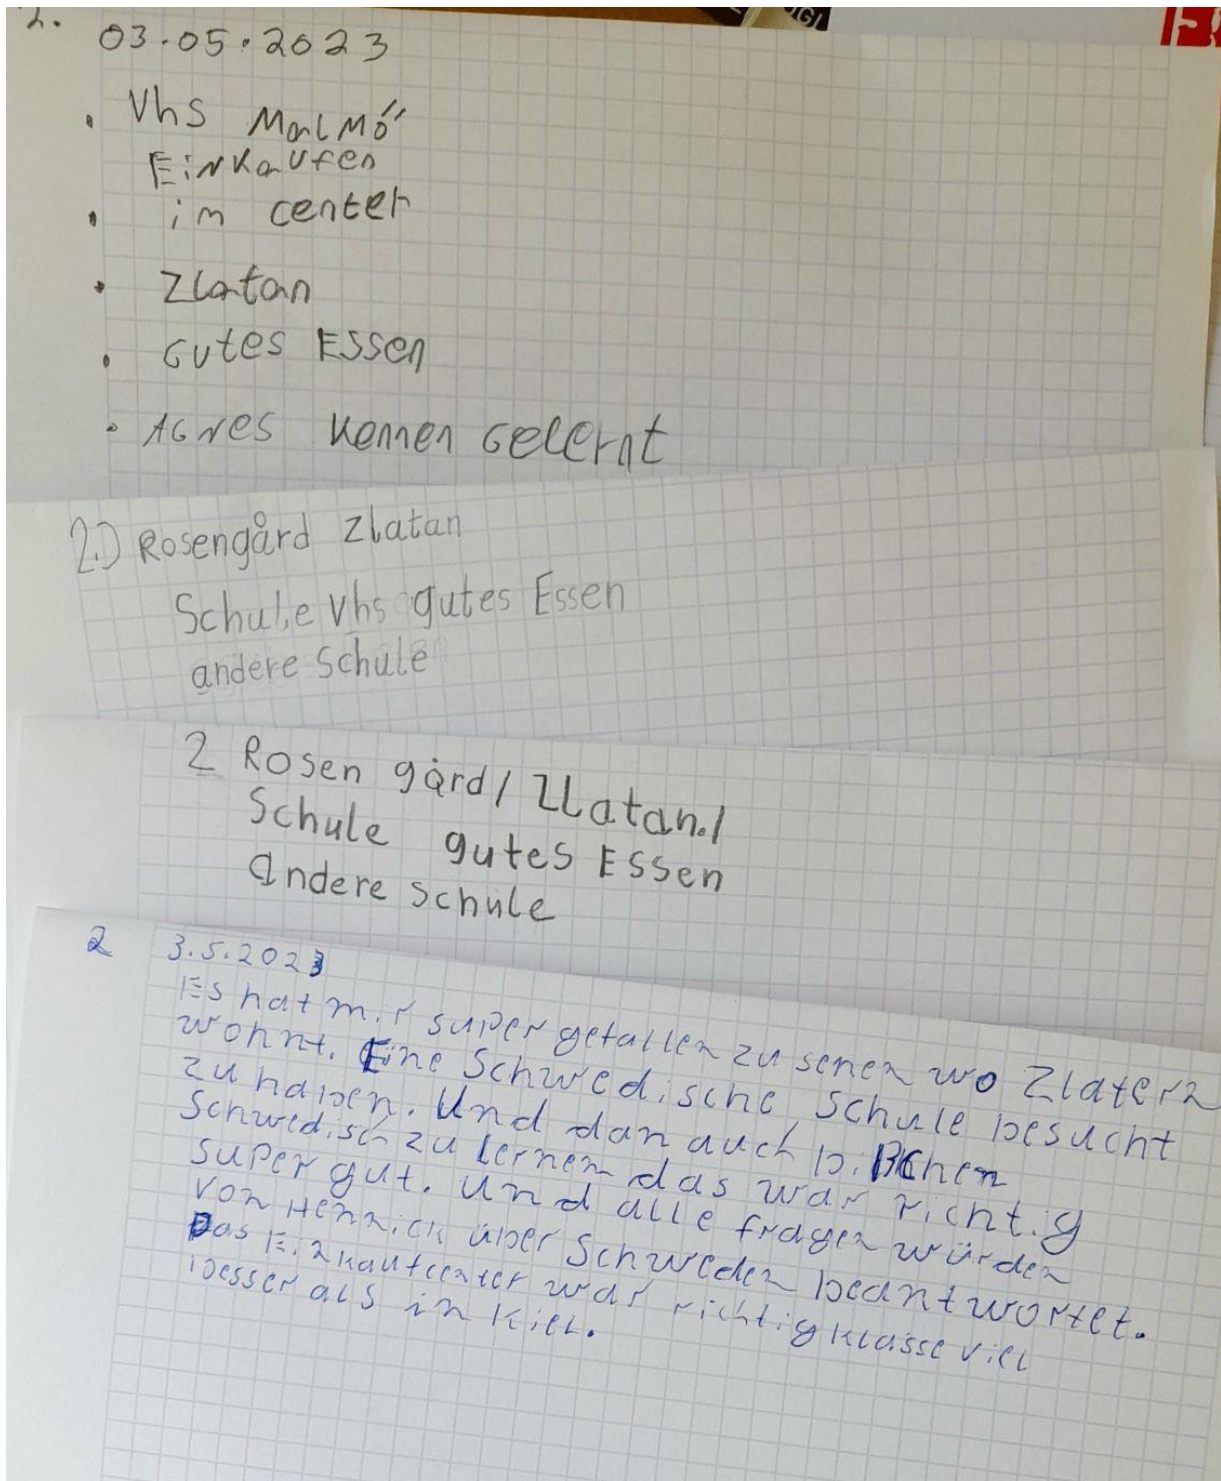 2.
03.05.2023
• Vhs Malmö
Einkaufen
• im center
• Zlatan
• Gutes Essen
• AGNes kennen Gelernt
2.) Rosengård Zlatan
Schule Vhs gutes Essen
andere Schule
2 Rosen gård/ Zlatan./
Schule gutes Essen
Andere schule
2 3.5.2023
Es hat mir super gefallen zu sehen wo Zlatern
wohnt. Eine Schwedische Schule besucht
zu haben. Und dan auch bißchen
Schwedisch zu lernen das war richtig
super gut. Und alle fragen würden
von Hennick über Schweden beantwortet.
Das Einkaufcenter war richtig klasse viel
besser als in Kiel.